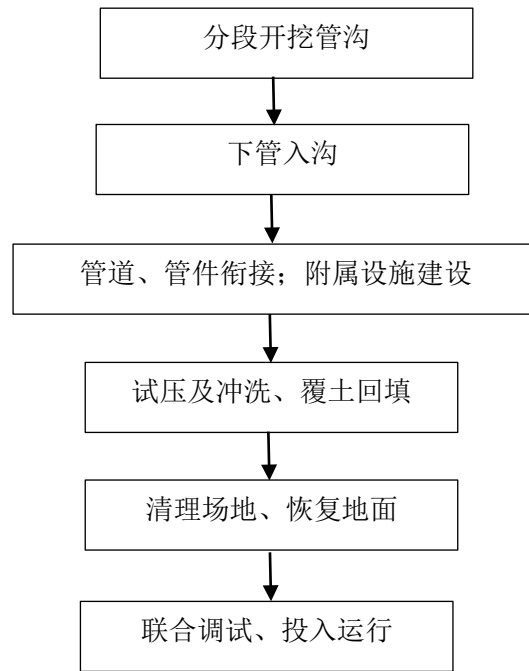 分段开挖管沟
下管入沟
管道、管件衔接；附属设施建设
试压及冲洗、覆土回填
清理场地、恢复地面
联合调试、投入运行